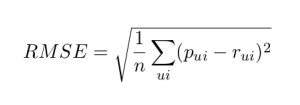 RMSE = \sqrt{\frac{1}{n} \sum_{ui} (p_{ui} - r_{ui})^2}